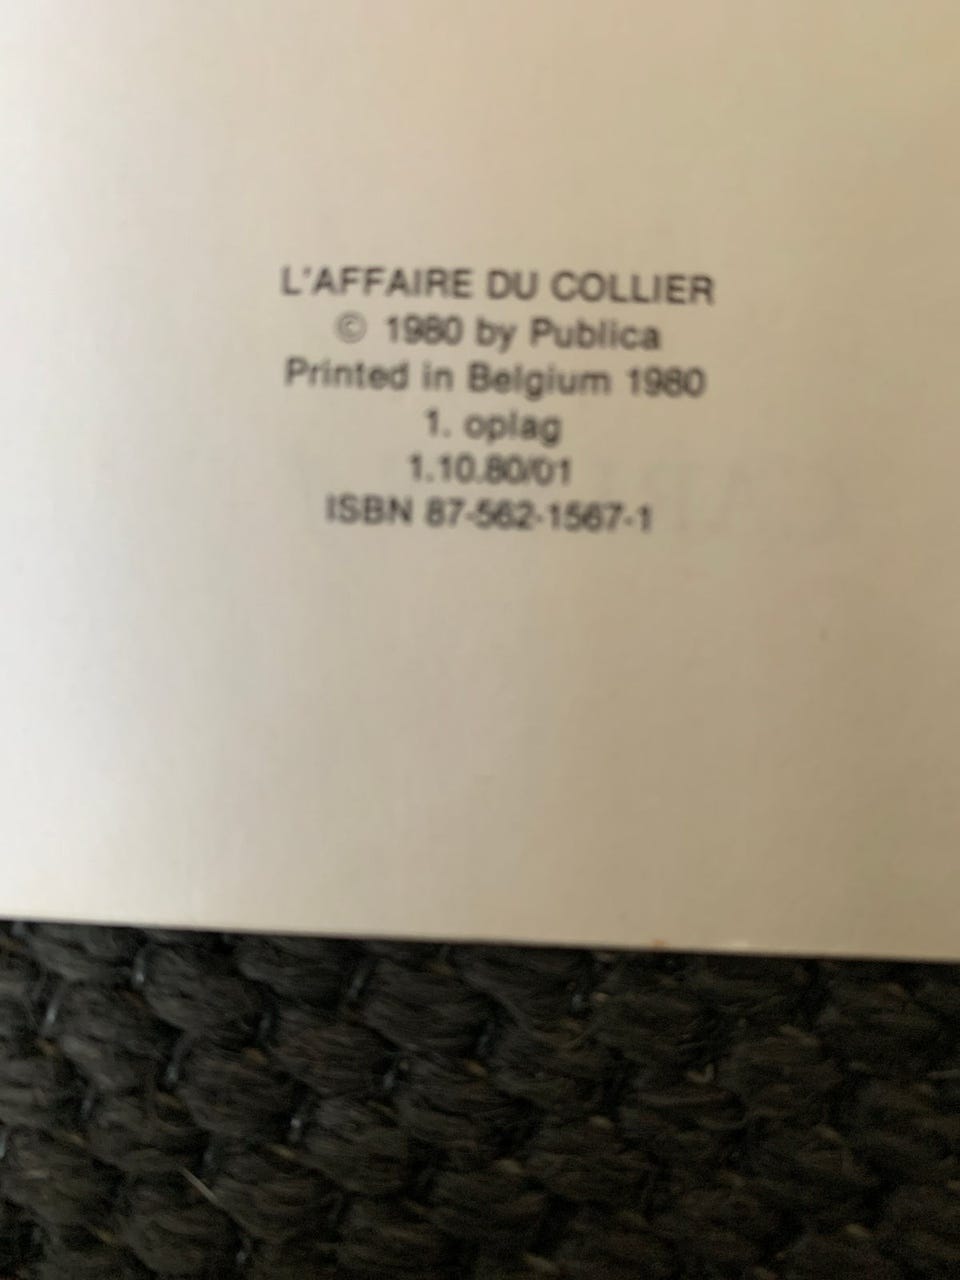 L'AFFAIRE DU COLLIER
© 1980 by Publica
Printed in Belgium 1980
1. oplag
1.10.80/01
ISBN 87-562-1567-1